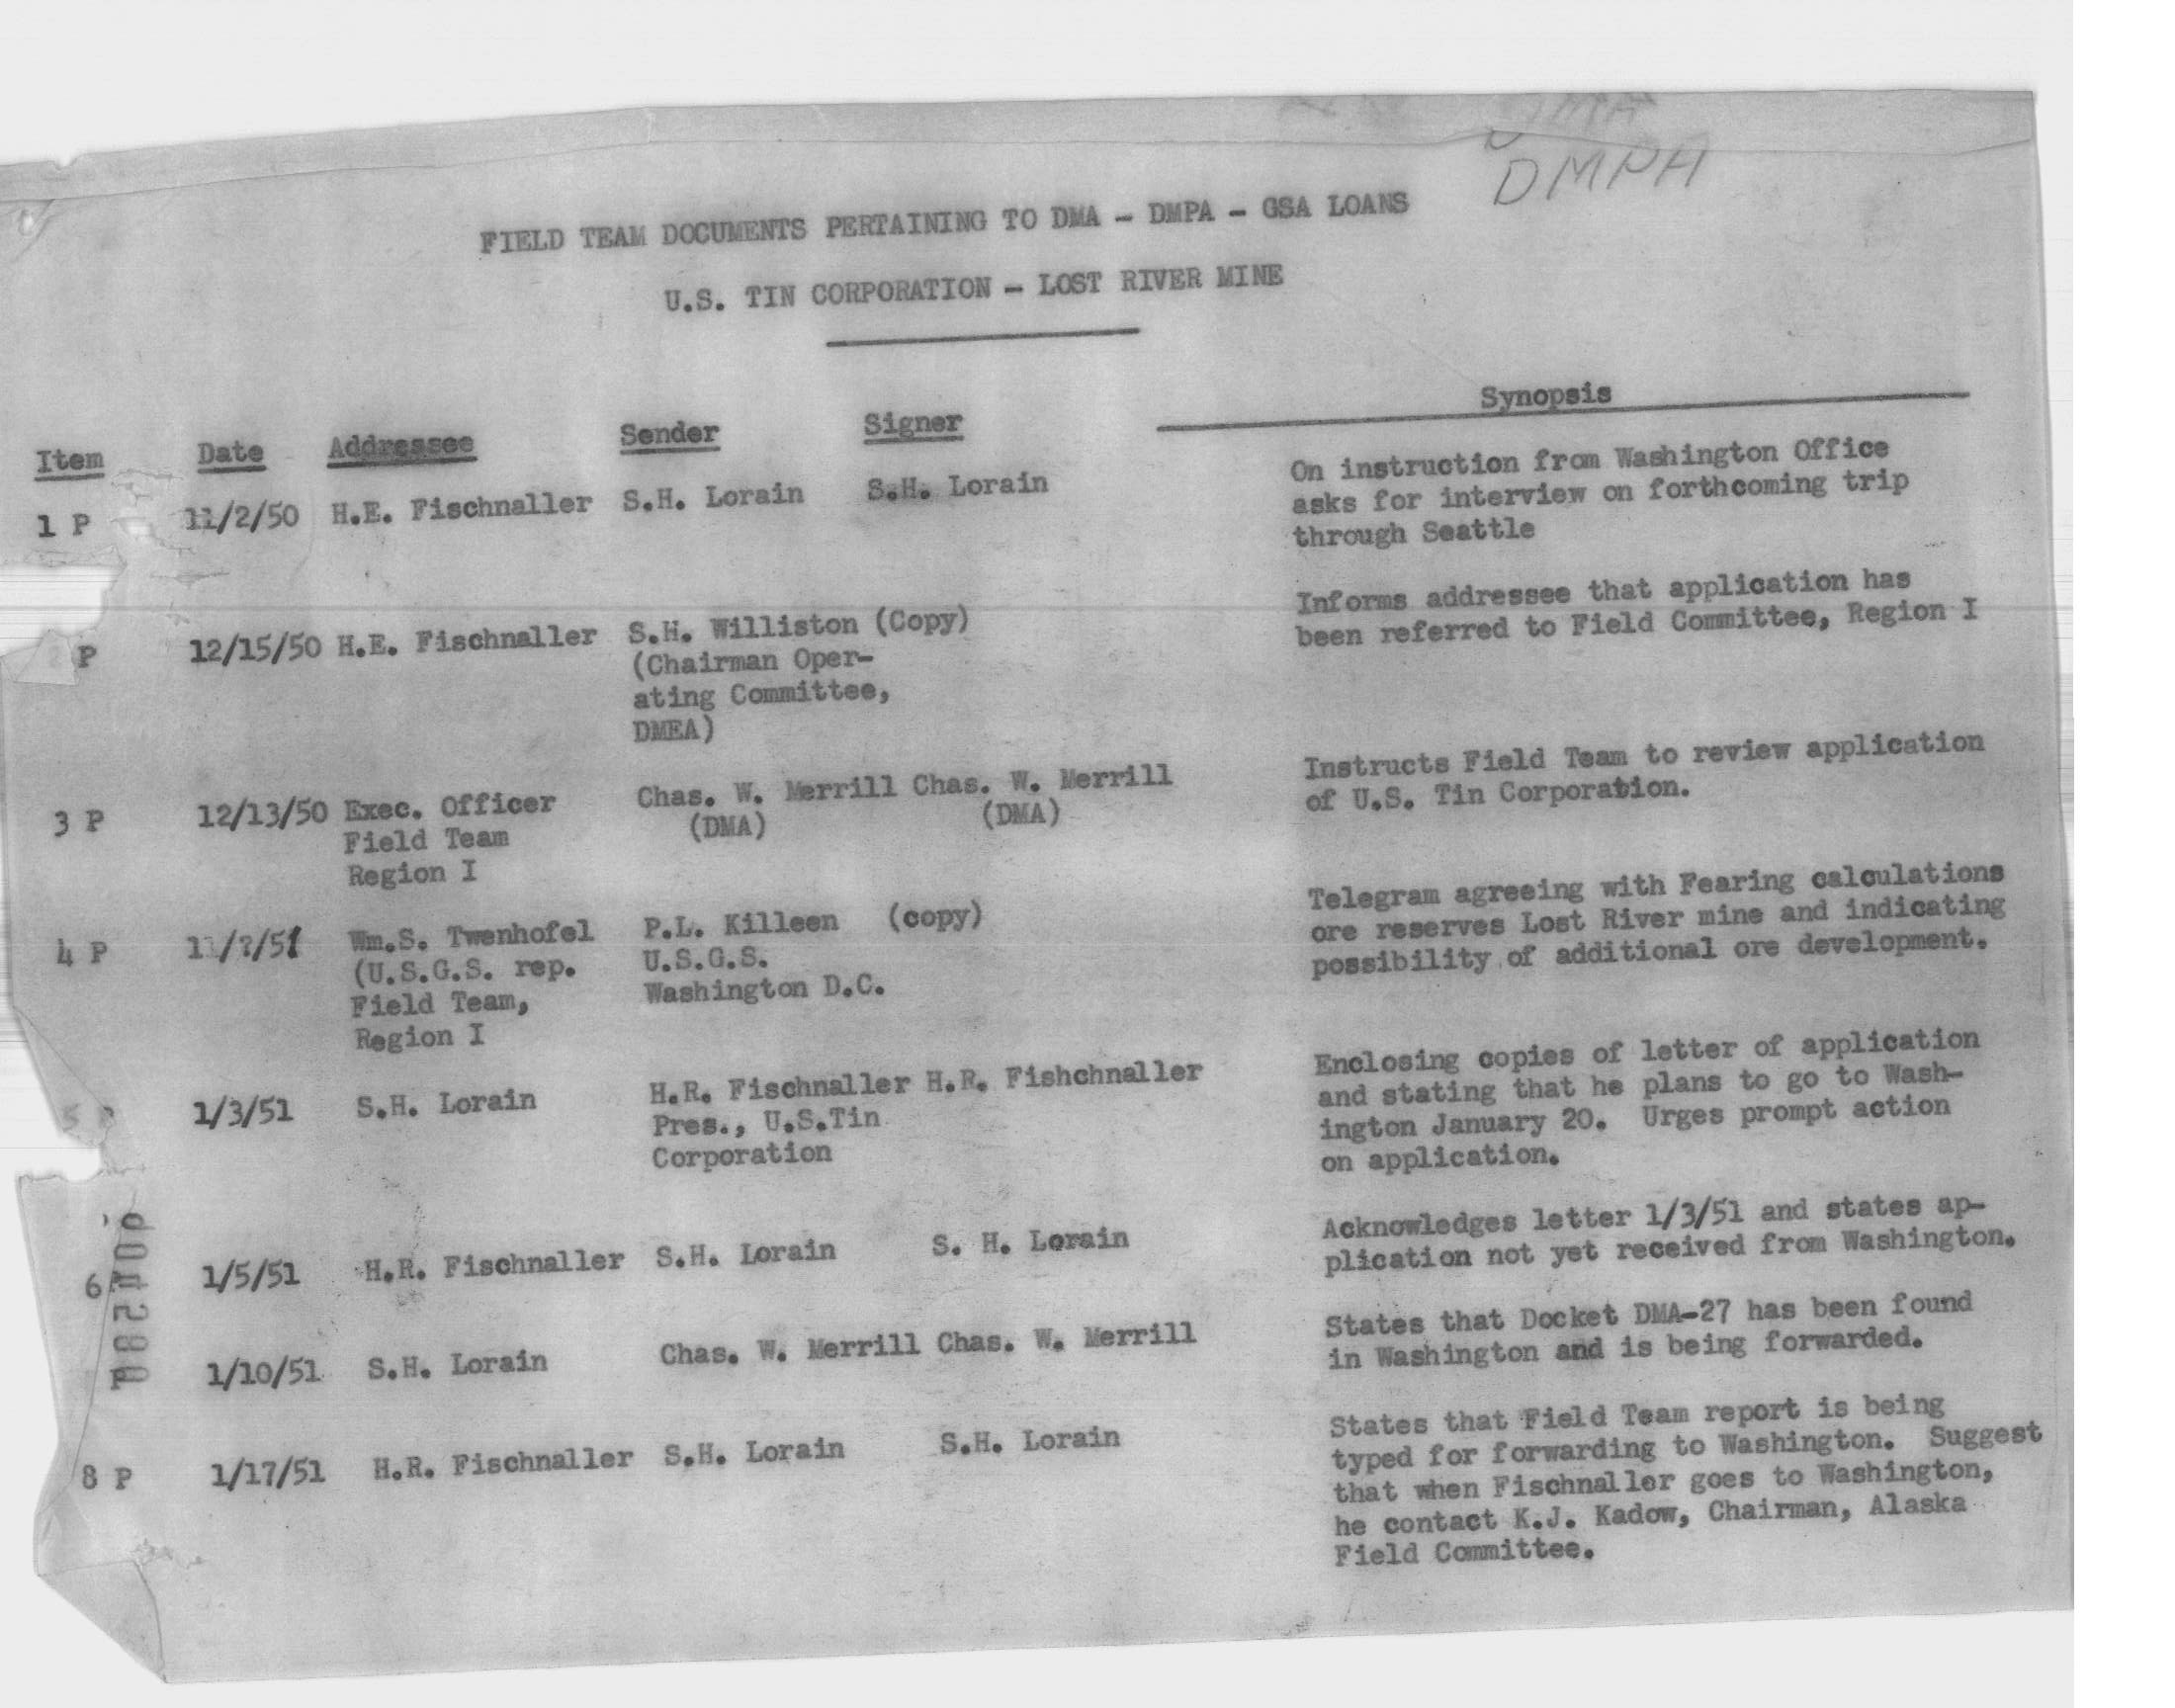 DMA
DMPA
FIELD TEAM DOCUMENTS PERTAINING TO DMA - DMPA - GSA LOANS
U.S. TIN CORPORATION - LOST RIVER MINE
Item Date Addressee Sender Signer Synopsis
1 P 11/2/50 H.E. Fischnaller S.H. Lorain S.H. Lorain On instruction from Washington Office
asks for interview on forthcoming trip
through Seattle
P 12/15/50 H.E. Fischnaller S.H. Williston (Copy) Informs addressee that application has
(Chairman Oper- been referred to Field Committee, Region I
ating Committee,
DMEA)
3 P 12/13/50 Exec. Officer Chas. W. Merrill Chas. W. Merrill Instructs Field Team to review application
Field Team (DMA) (DMA) of U.S. Tin Corporation.
Region I
4 P 11/?/51 Wm.S. Twenhofel P.L. Killeen (copy) Telegram agreeing with Fearing calculations
(U.S.G.S. rep. U.S.G.S. ore reserves Lost River mine and indicating
Field Team, Washington D.C. possibility of additional ore development.
Region I
5 P 1/3/51 S.H. Lorain H.R. Fischnaller H.R. Fishchnaller Enclosing copies of letter of application
Pres., U.S.Tin and stating that he plans to go to Wash-
Corporation ington January 20. Urges prompt action
on application.
6 1/5/51 H.R. Fischnaller S.H. Lorain S. H. Lorain Acknowledges letter 1/3/51 and states ap-
plication not yet received from Washington.
P 1/10/51 S.H. Lorain Chas. W. Merrill Chas. W. Merrill States that Docket DMA-27 has been found
in Washington and is being forwarded.
8 P 1/17/51 H.R. Fischnaller S.H. Lorain S.H. Lorain States that Field Team report is being
typed for forwarding to Washington. Suggest
that when Fischnaller goes to Washington,
he contact K.J. Kadow, Chairman, Alaska
Field Committee.